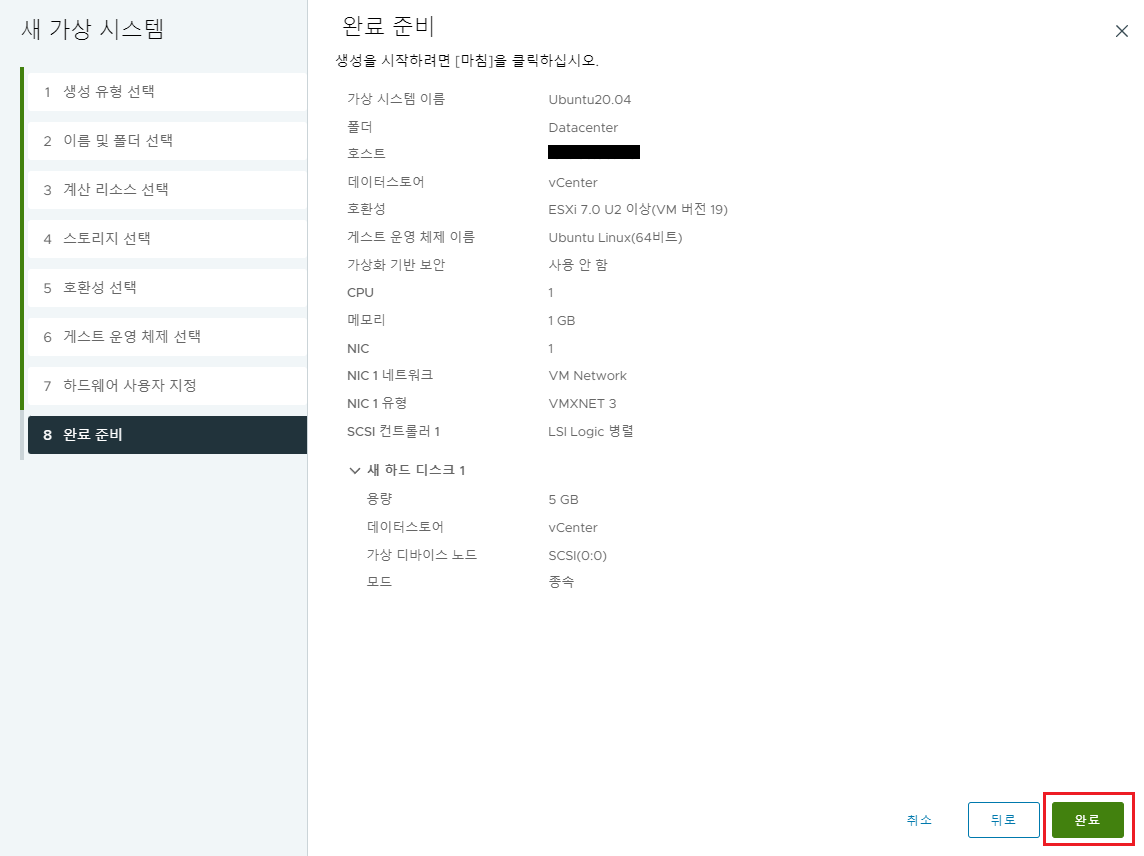 새 가상 시스템
1 생성 유형 선택
2 이름 및 폴더 선택
3 계산 리소스 선택
4 스토리지 선택
5 호환성 선택
6 게스트 운영 체제 선택
7 하드웨어 사용자 지정
8 완료 준비
완료 준비
생성을 시작하려면 [마침]을 클릭하십시오.
가상 시스템 이름 Ubuntu20.04
폴더 Datacenter
호스트
데이터스토어 vCenter
호환성 ESXi 7.0 U2 이상(VM 버전 19)
게스트 운영 체제 이름 Ubuntu Linux(64비트)
가상화 기반 보안 사용 안 함
CPU 1
메모리 1 GB
NIC 1
NIC 1 네트워크 VM Network
NIC 1 유형 VMXNET 3
SCSI 컨트롤러 1 LSI Logic 병렬
새 하드 디스크 1
용량 5 GB
데이터스토어 vCenter
가상 디바이스 노드 SCSI(0:0)
모드 종속
취소 뒤로 완료